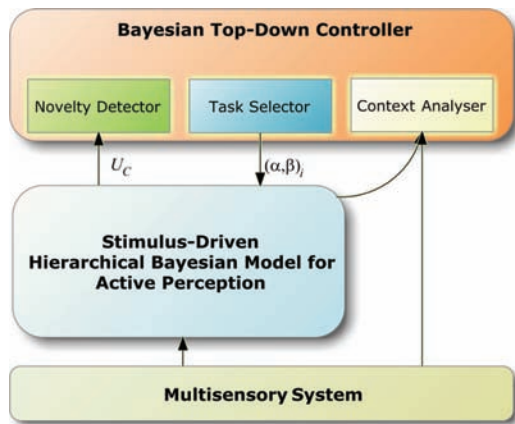 Bayesian Top-Down Controller
Novelty Detector
Task Selector
Context Analyser
U_C
(α,β)_i
Stimulus-Driven
Hierarchical Bayesian Model for
Active Perception
Multisensory System